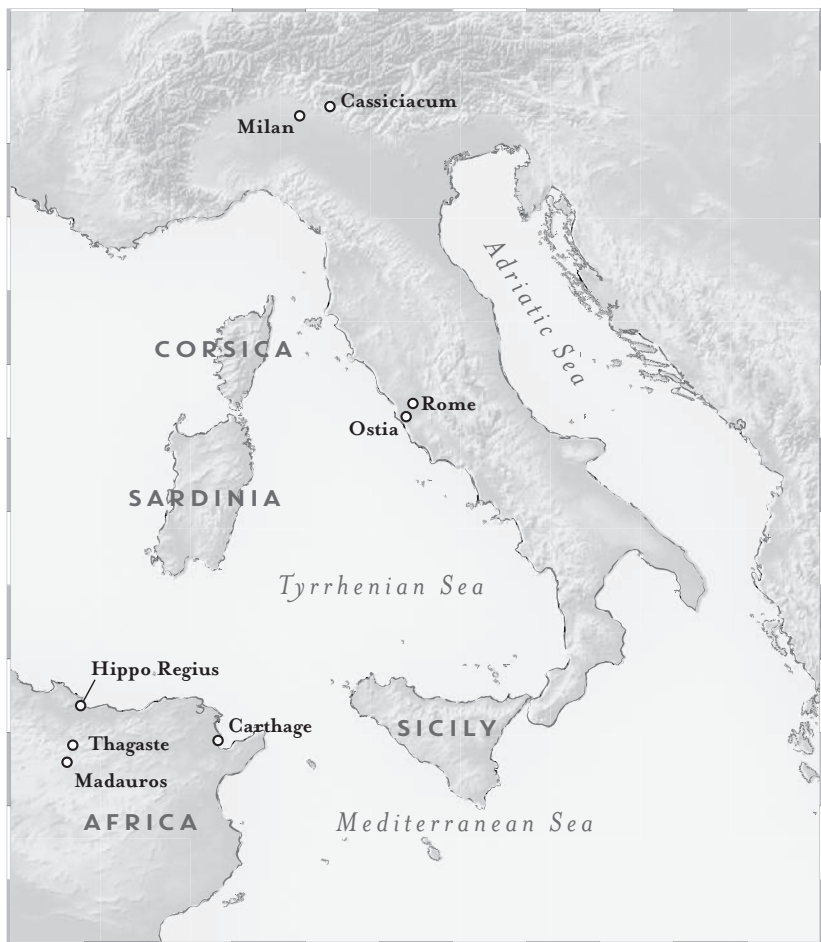 Cassiciacum
Milan
Adriatic Sea
CORSICA
Rome
Ostia
SARDINIA
Tyrrhenian Sea
Hippo Regius
Carthage
SICILY
Thagaste
Madauros
AFRICA
Mediterranean Sea